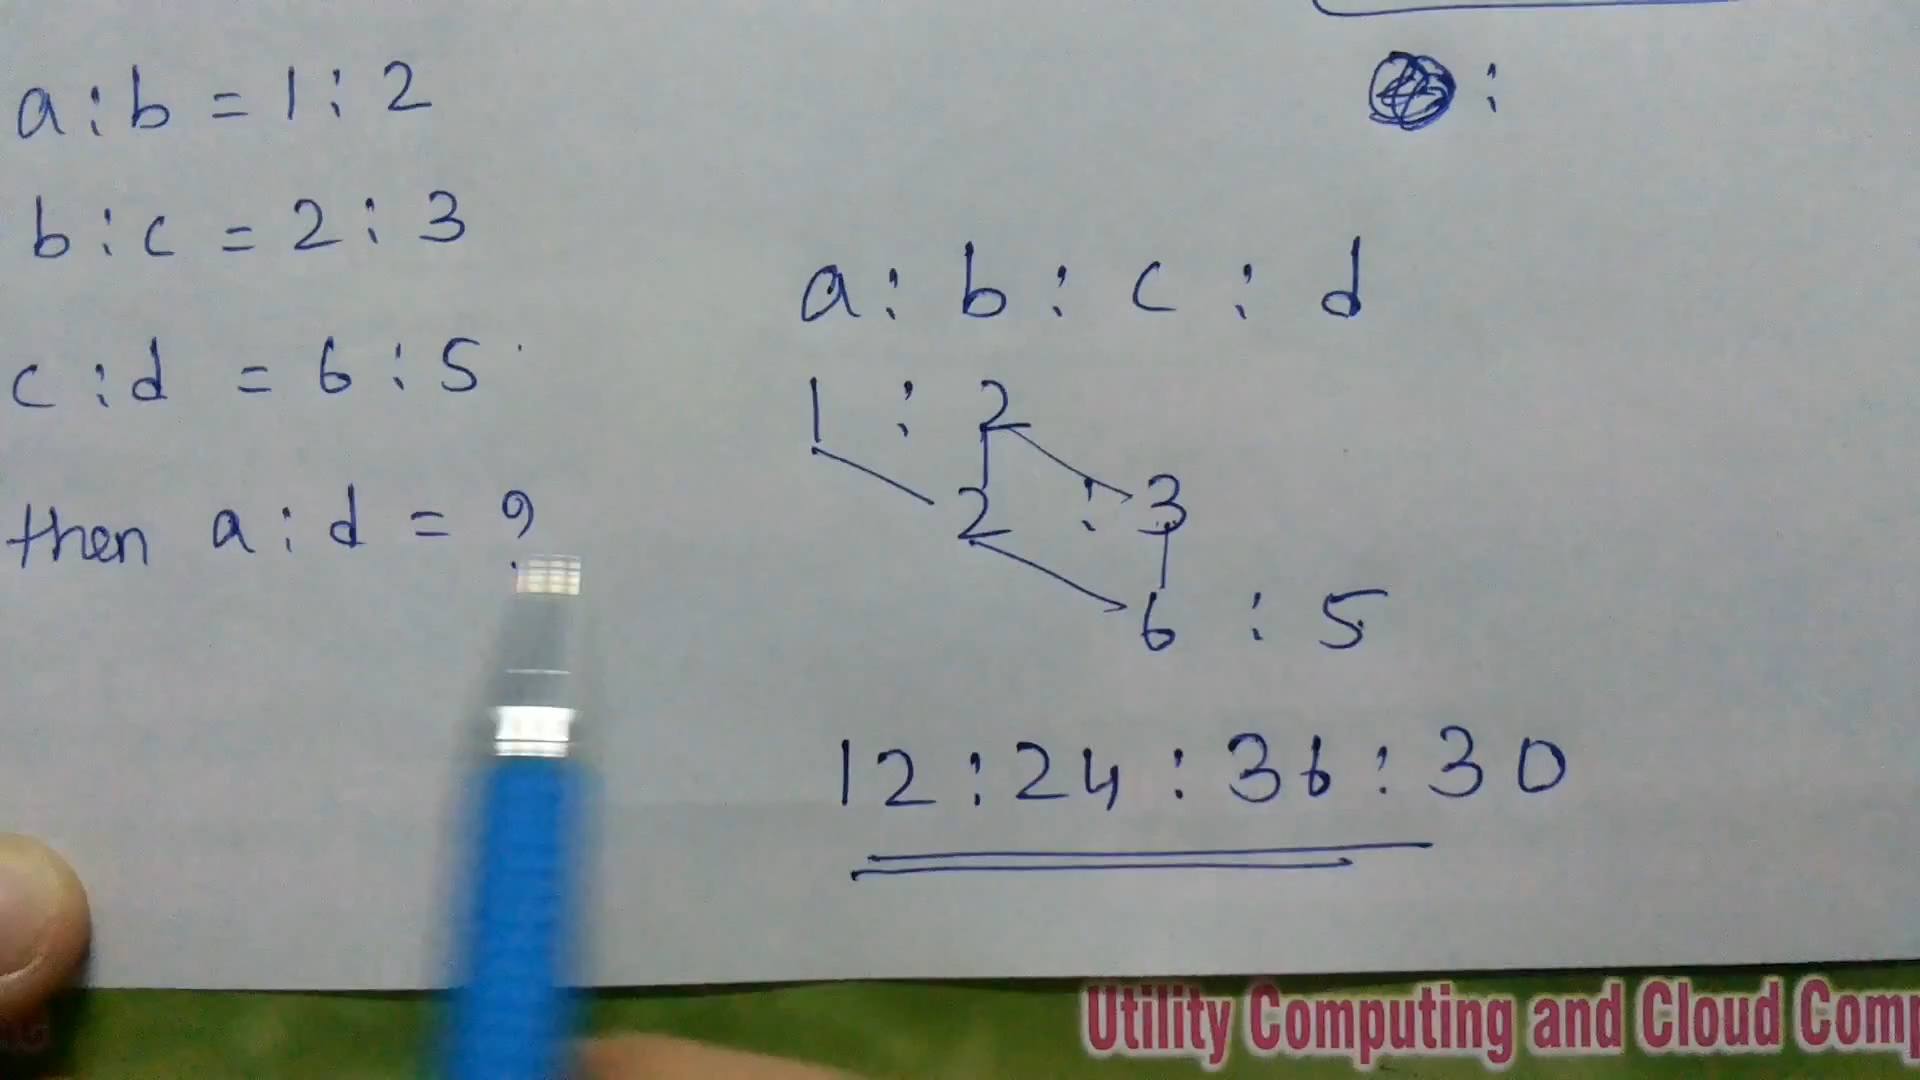 a : b = 1 : 2
b : c = 2 : 3
c : d = 6 : 5
then a : d = ?
:
a : b : c : d
1 : 2
2 : 3
6 : 5
12 : 24 : 36 : 30
Utility Computing and Cloud Comp